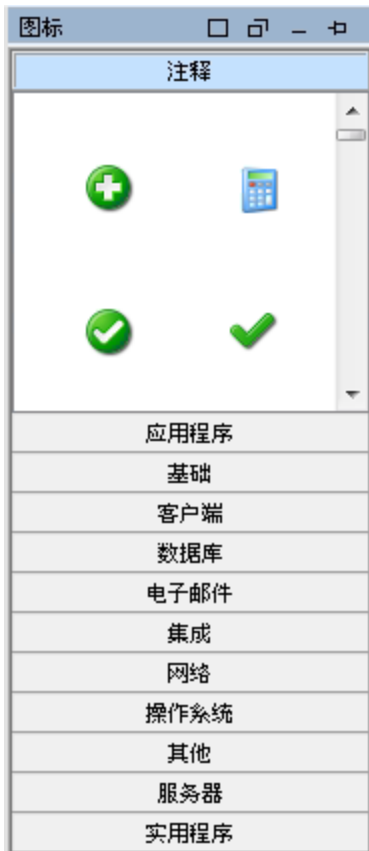 图标
注释
应用程序
基础
客户端
数据库
电子邮件
集成
网络
操作系统
其他
服务器
实用程序